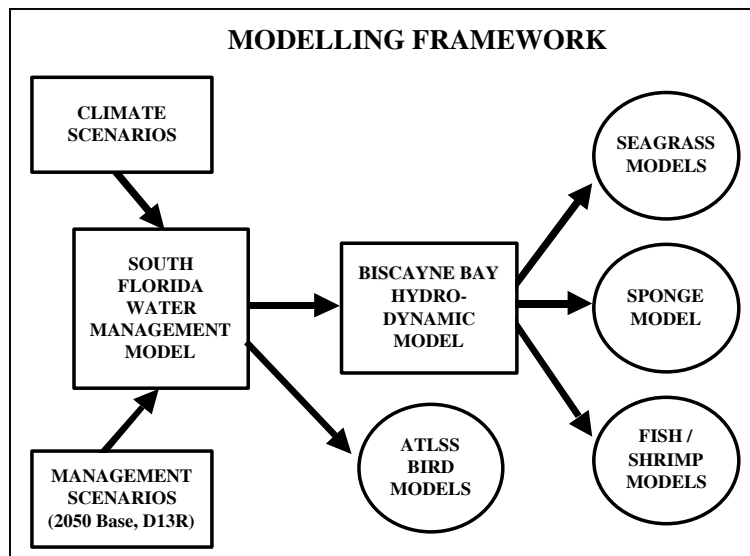 MODELLING FRAMEWORK
CLIMATE
SCENARIOS
SOUTH
FLORIDA
WATER
MANAGEMENT
MODEL
MANAGEMENT
SCENARIOS
(2050 Base, D13R)
BISCAYNE BAY
HYDRO-
DYNAMIC
MODEL
ATLSS
BIRD
MODELS
SEAGRASS
MODELS
SPONGE
MODEL
FISH /
SHRIMP
MODELS